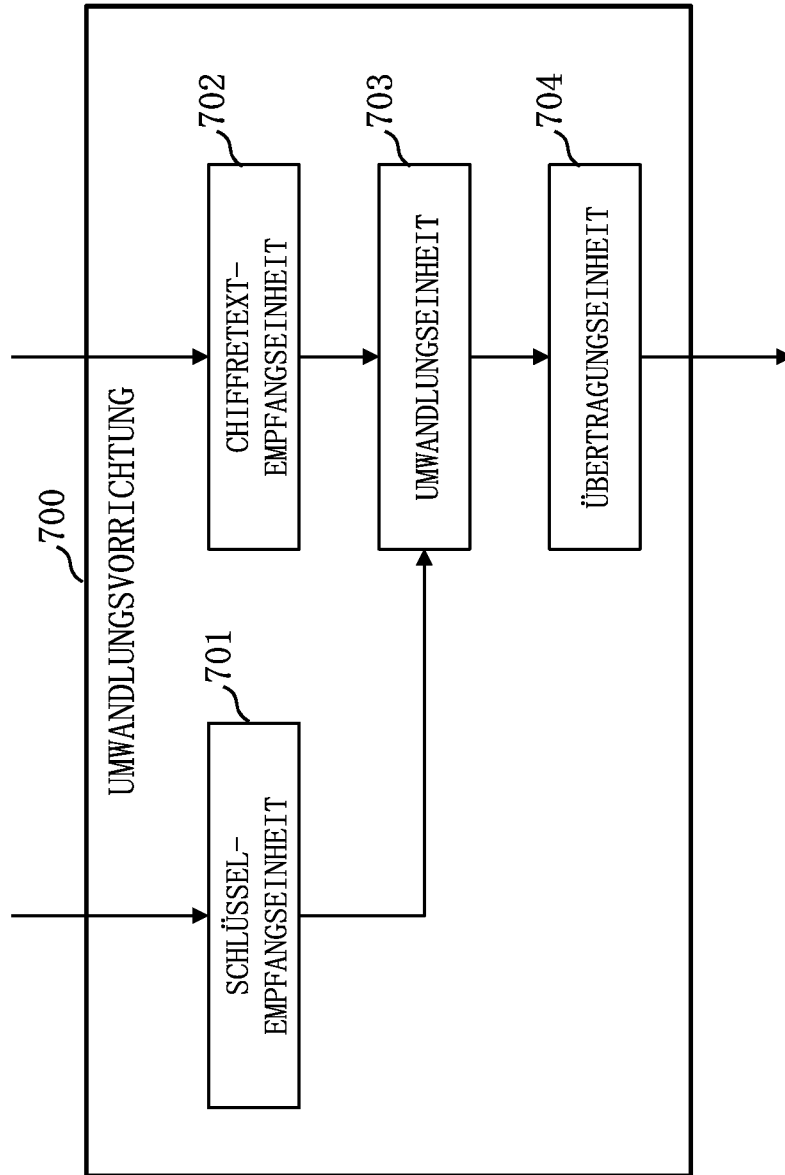 700
UMWANDLUNGSVORRICHTUNG
701
SCHLÜSSEL-
EMPFANGSEINHEIT
702
CHIFFRETEXT-
EMPFANGSEINHEIT
703
UMWANDLUNGSEINHEIT
704
ÜBERTRAGUNGSEINHEIT